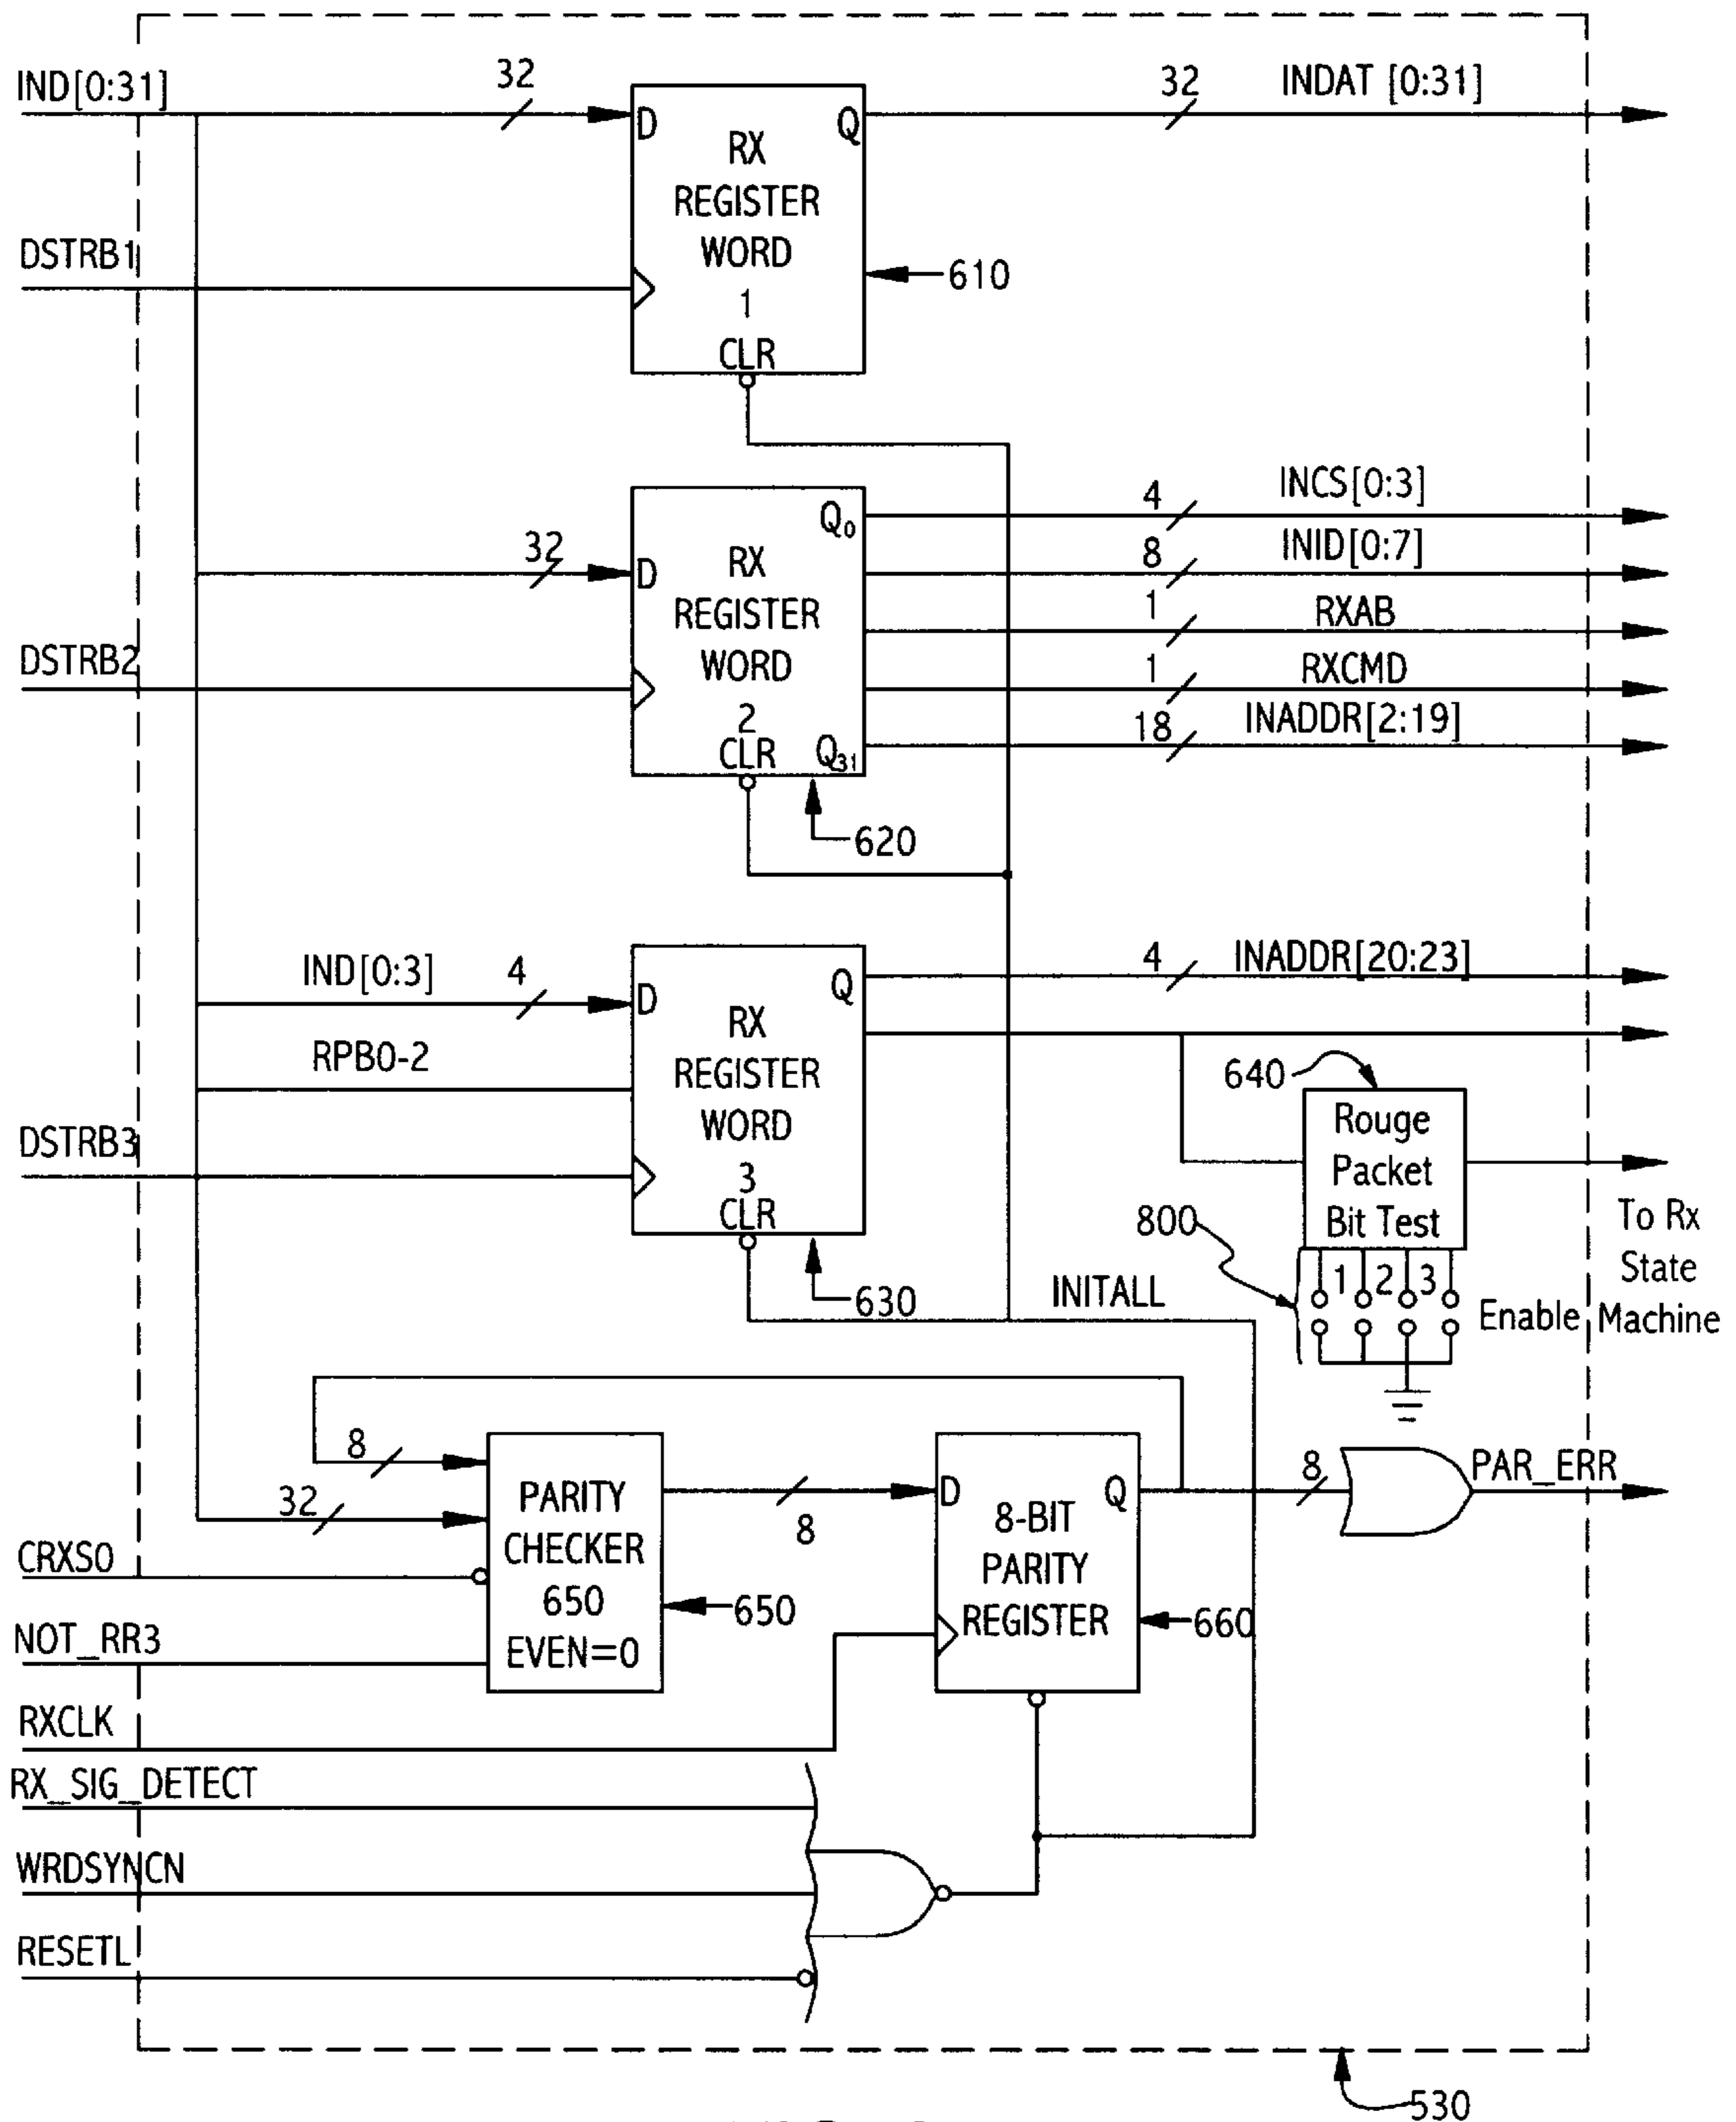 IND[0:31]
32
32
INDAT [0:31]
D
Q
RX
REGISTER
WORD
1
CLR
DSTRB1
610
4
INCS[0:3]
Q0
8
INID[0:7]
32
D
RX
REGISTER
WORD
2
CLR
1
RXAB
DSTRB2
1
RXCMD
18
INADDR[2:19]
Q31
620
IND[0:3]
4
D
Q
4
INADDR[20:23]
RX
REGISTER
WORD
3
CLR
RPB0-2
640
Rouge
Packet
Bit Test
DSTRB3
800
1 2 3
Enable
To Rx
State
Machine
630
INITALL
8
32
PARITY
CHECKER
650
EVEN=0
8
D
Q
8-BIT
PARITY
REGISTER
8
PAR_ERR
CRXS0
650
660
NOT_RR3
RXCLK
RX_SIG_DETECT
WRDSYNCN
RESETL
530